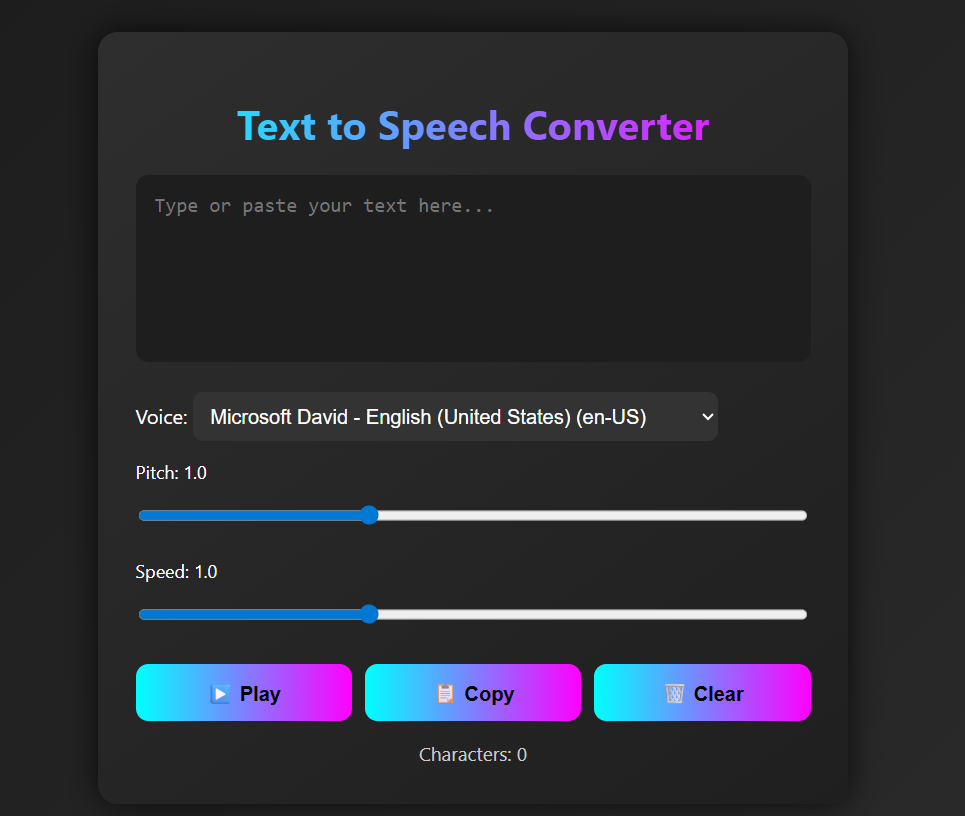 Text to Speech Converter
Type or paste your text here...
Voice: Microsoft David - English (United States) (en-US)
Pitch: 1.0
Speed: 1.0
Play Copy Clear
Characters: 0